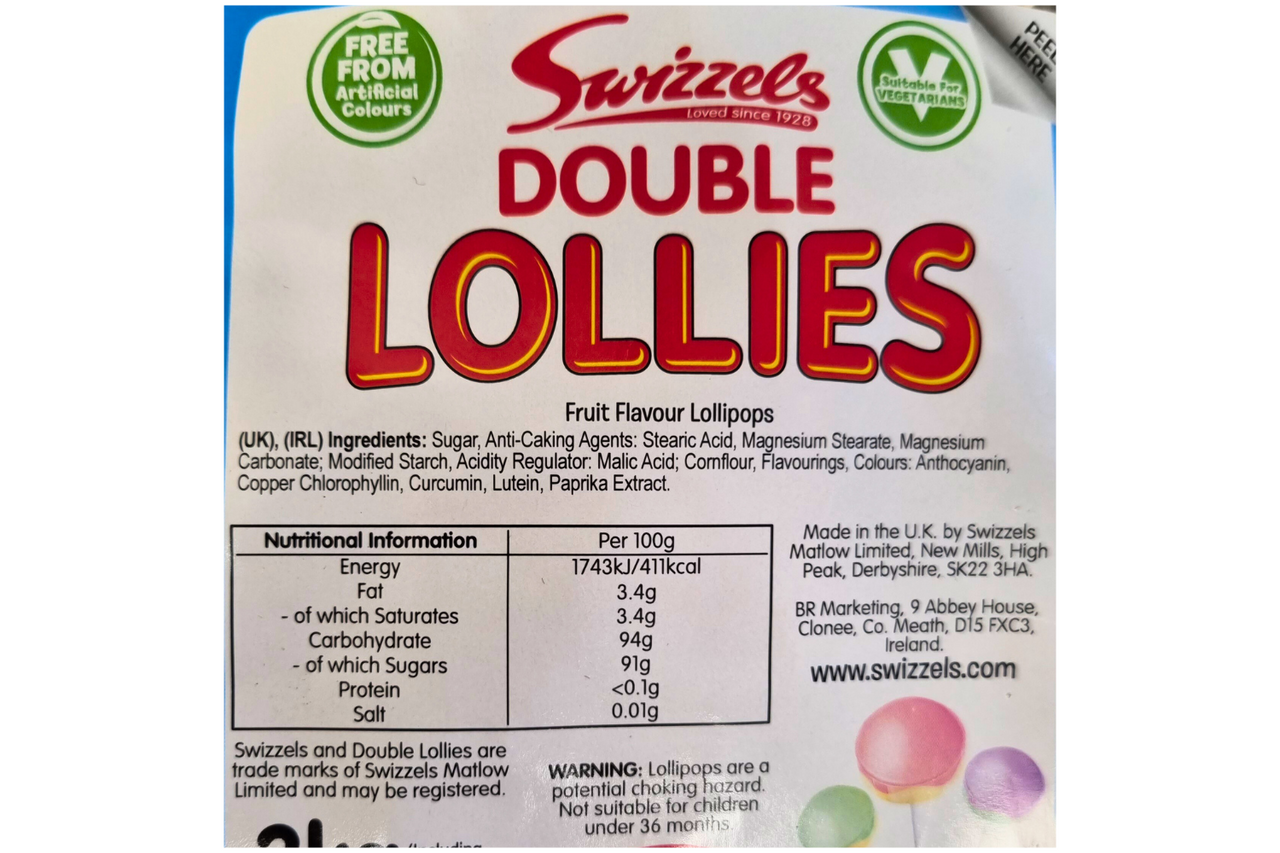 FREE
FROM
Artificial
Colours
Swizzels
Loved since 1928
Suitable For
VEGETARIANS
PEEL
HERE
DOUBLE
LOLLIES
Fruit Flavour Lollipops
(UK), (IRL) Ingredients: Sugar, Anti-Caking Agents: Stearic Acid, Magnesium Stearate, Magnesium
Carbonate; Modified Starch, Acidity Regulator: Malic Acid; Cornflour, Flavourings, Colours: Anthocyanin,
Copper Chlorophyllin, Curcumin, Lutein, Paprika Extract.
Nutritional Information Per 100g
Energy 1743kJ/411kcal
Fat 3.4g
- of which Saturates 3.4g
Carbohydrate 94g
- of which Sugars 91g
Protein <0.1g
Salt 0.01g
Made in the U.K. by Swizzels
Matlow Limited, New Mills, High
Peak, Derbyshire, SK22 3HA.
BR Marketing, 9 Abbey House,
Clonee, Co. Meath, D15 FXC3,
Ireland.
www.swizzels.com
Swizzels and Double Lollies are
trade marks of Swizzels Matlow
Limited and may be registered.
WARNING: Lollipops are a
potential choking hazard.
Not suitable for children
under 36 months.